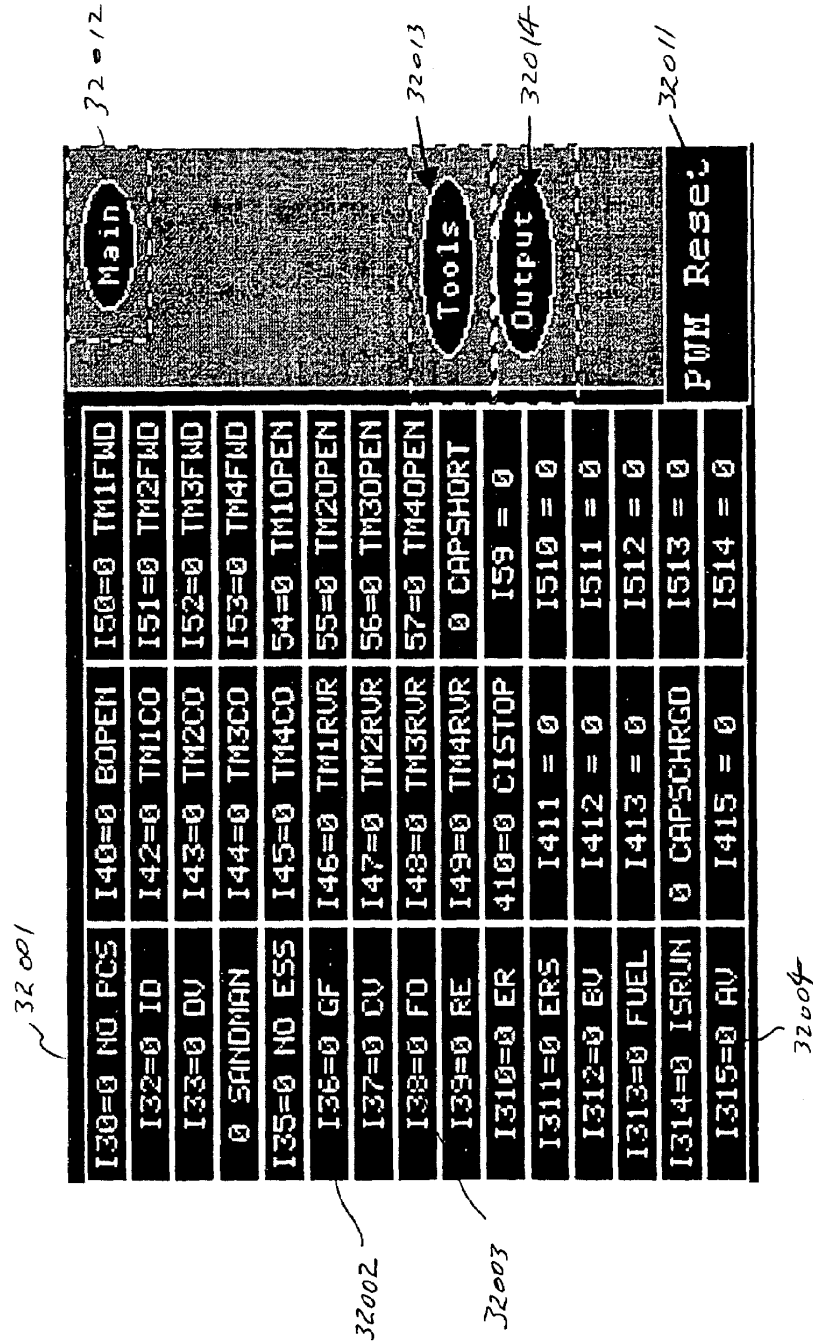 32001
32012
I30=0 NO PCS I40=0 BOPEN I50=0 TM1FWD Main
I32=0 ID I42=0 TM1CO I51=0 TM2FWD
I33=0 OV I43=0 TM2CO I52=0 TM3FWD
0 SANDMAN I44=0 TM3CO I53=0 TM4FWD
I35=0 NO ESS I45=0 TM4CO 54=0 TM1OPEN
32002
I36=0 GF I46=0 TM1RVR 55=0 TM2OPEN
I37=0 CV I47=0 TM2RVR 56=0 TM3OPEN
32003
I38=0 FO I48=0 TM3RVR 57=0 TM4OPEN
32013
I39=0 RE I49=0 TM4RVR 0 CAPSHORT Tools
32014
I310=0 ER 410=0 CISTOP I59 = 0 Output
I311=0 ERS I411 = 0 I510 = 0
I312=0 BV I412 = 0 I511 = 0
I313=0 FUEL I413 = 0 I512 = 0
I314=0 ISRUN 0 CAPSCHRGD I513 = 0 PWM Reset
32011
I315=0 AV I415 = 0 I514 = 0
32004